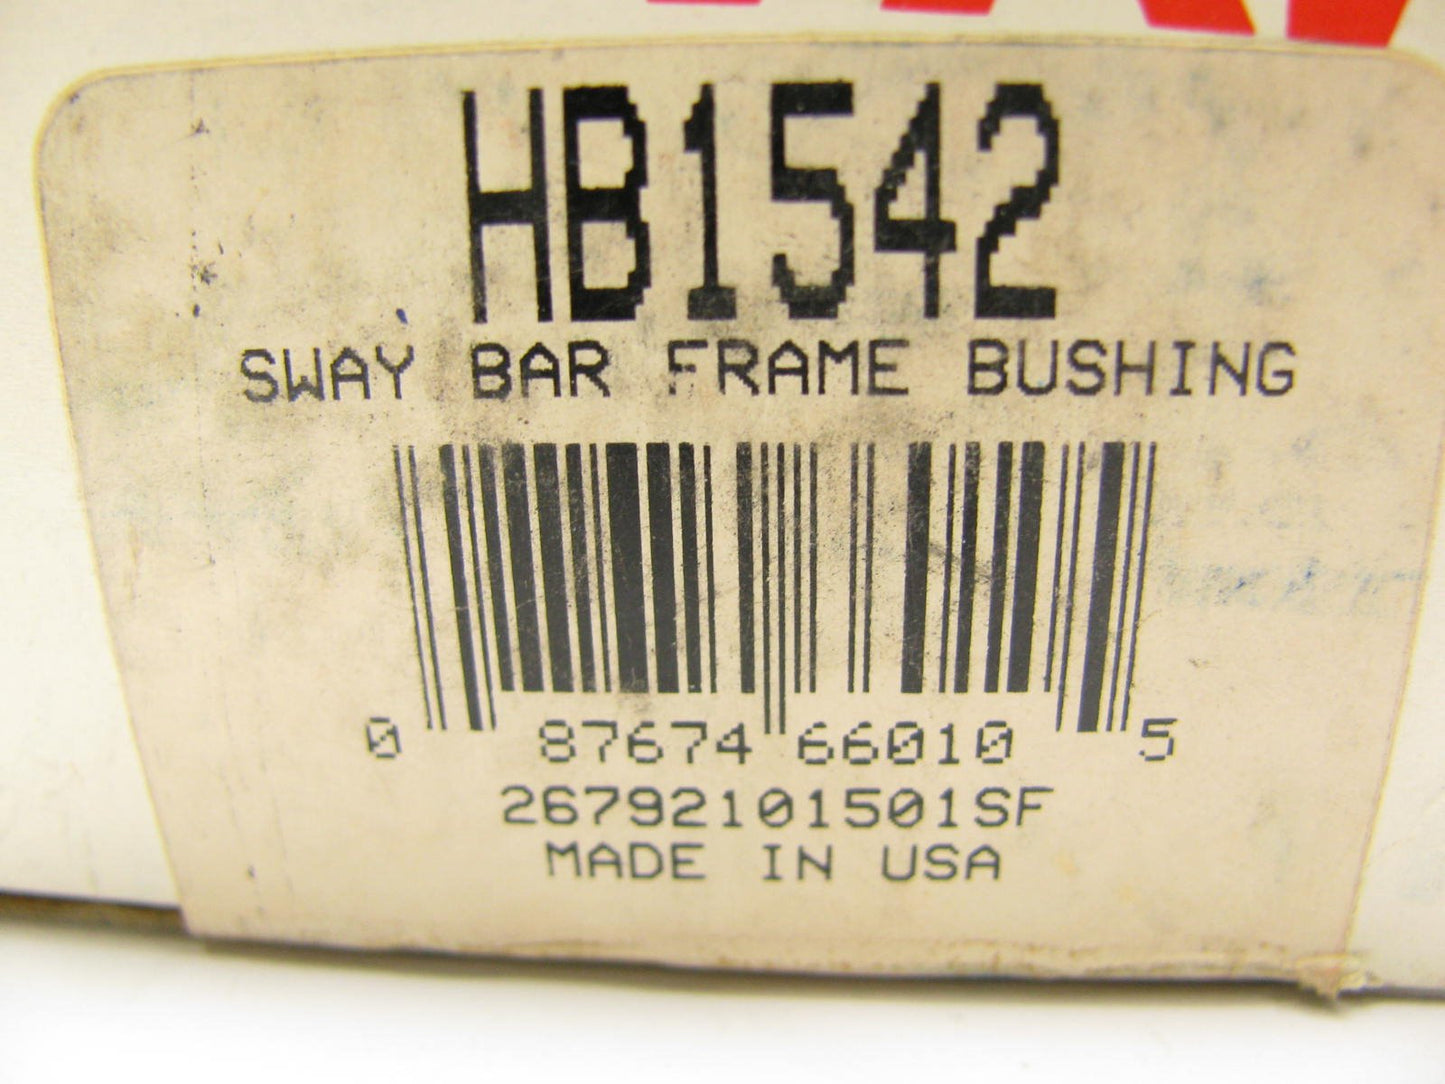 HB1542
SWAY BAR FRAME BUSHING
0 87674 66010 5
26792101501SF
MADE IN USA